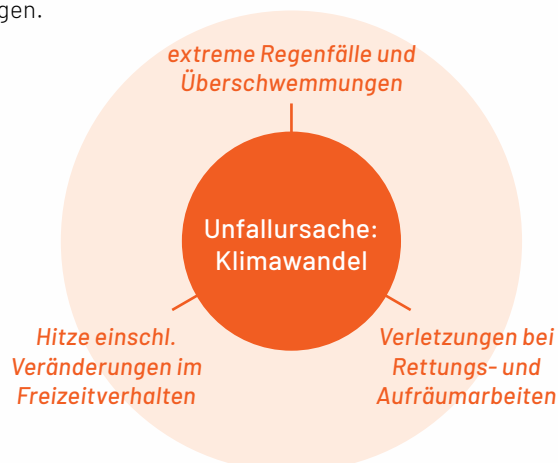 gen.
extreme Regenfälle und
Überschwemmungen
Unfallursache:
Klimawandel
Hitze einschl.
Veränderungen im
Freizeitverhalten
Verletzungen bei
Rettungs- und
Aufräumarbeiten